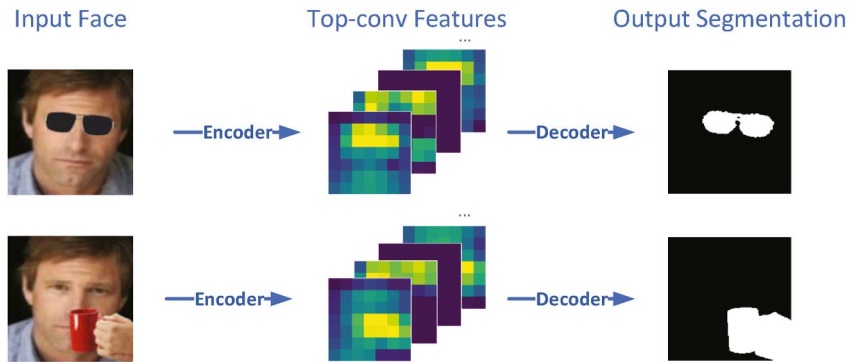 Input Face
Top-conv Features
Output Segmentation
...
Encoder
Decoder
...
Encoder
Decoder